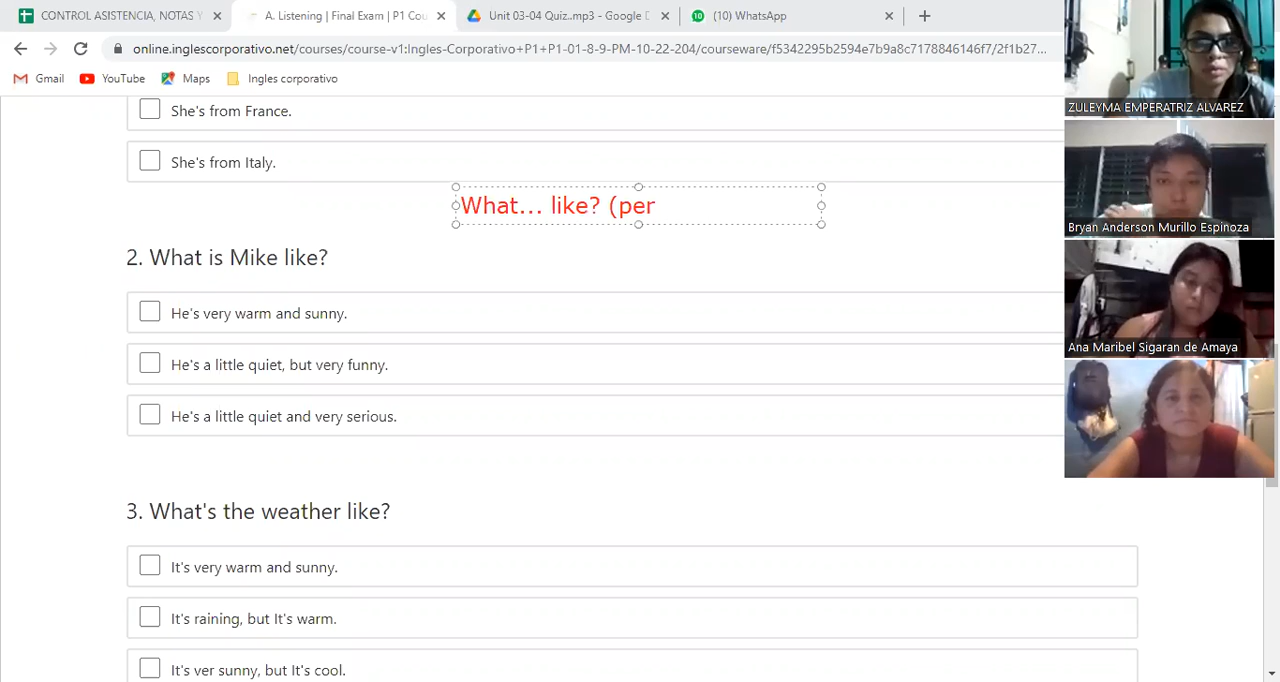 CONTROL ASISTENCIA, NOTAS Y
A. Listening | Final Exam | P1 Cou
Unit 03-04 Quiz..mp3 - Google D
10 (10) WhatsApp
online.inglescorporativo.net/courses/course-v1:Ingles-Corporativo+P1+P1-01-8-9-PM-10-22-204/courseware/f5342295b2594e7b9a8c7178846146f7/2f1b27...
Gmail YouTube Maps Ingles corporativo
She's from France.
She's from Italy.
What... like? (per
2. What is Mike like?
He's very warm and sunny.
He's a little quiet, but very funny.
He's a little quiet and very serious.
3. What's the weather like?
It's very warm and sunny.
It's raining, but It's warm.
It's ver sunny, but It's cool.
ZULEYMA EMPERATRIZ ALVAREZ
Bryan Anderson Murillo Espinoza
Ana Maribel Sigaran de Amaya